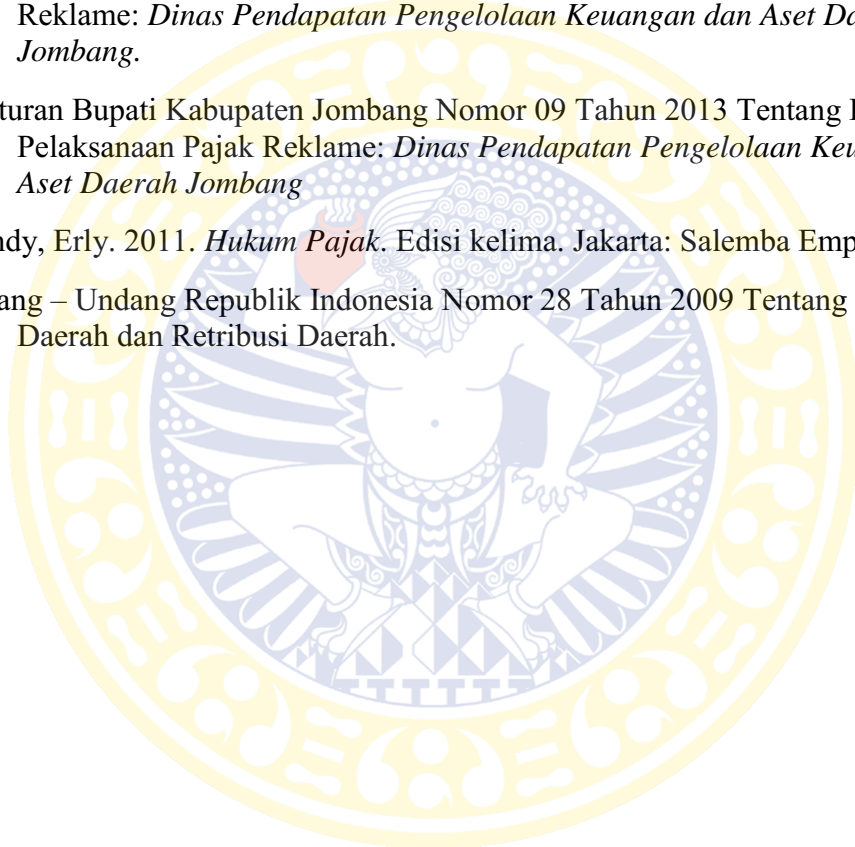 Reklame: Dinas Pendapatan Pengelolaan Keuangan dan Aset Da
Jombang.
turan Bupati Kabupaten Jombang Nomor 09 Tahun 2013 Tentang
Pelaksanaan Pajak Reklame: Dinas Pendapatan Pengelolaan Keu
Aset Daerah Jombang
ndy, Erly. 2011. Hukum Pajak. Edisi kelima. Jakarta: Salemba Emp
ang – Undang Republik Indonesia Nomor 28 Tahun 2009 Tentang
Daerah dan Retribusi Daerah.